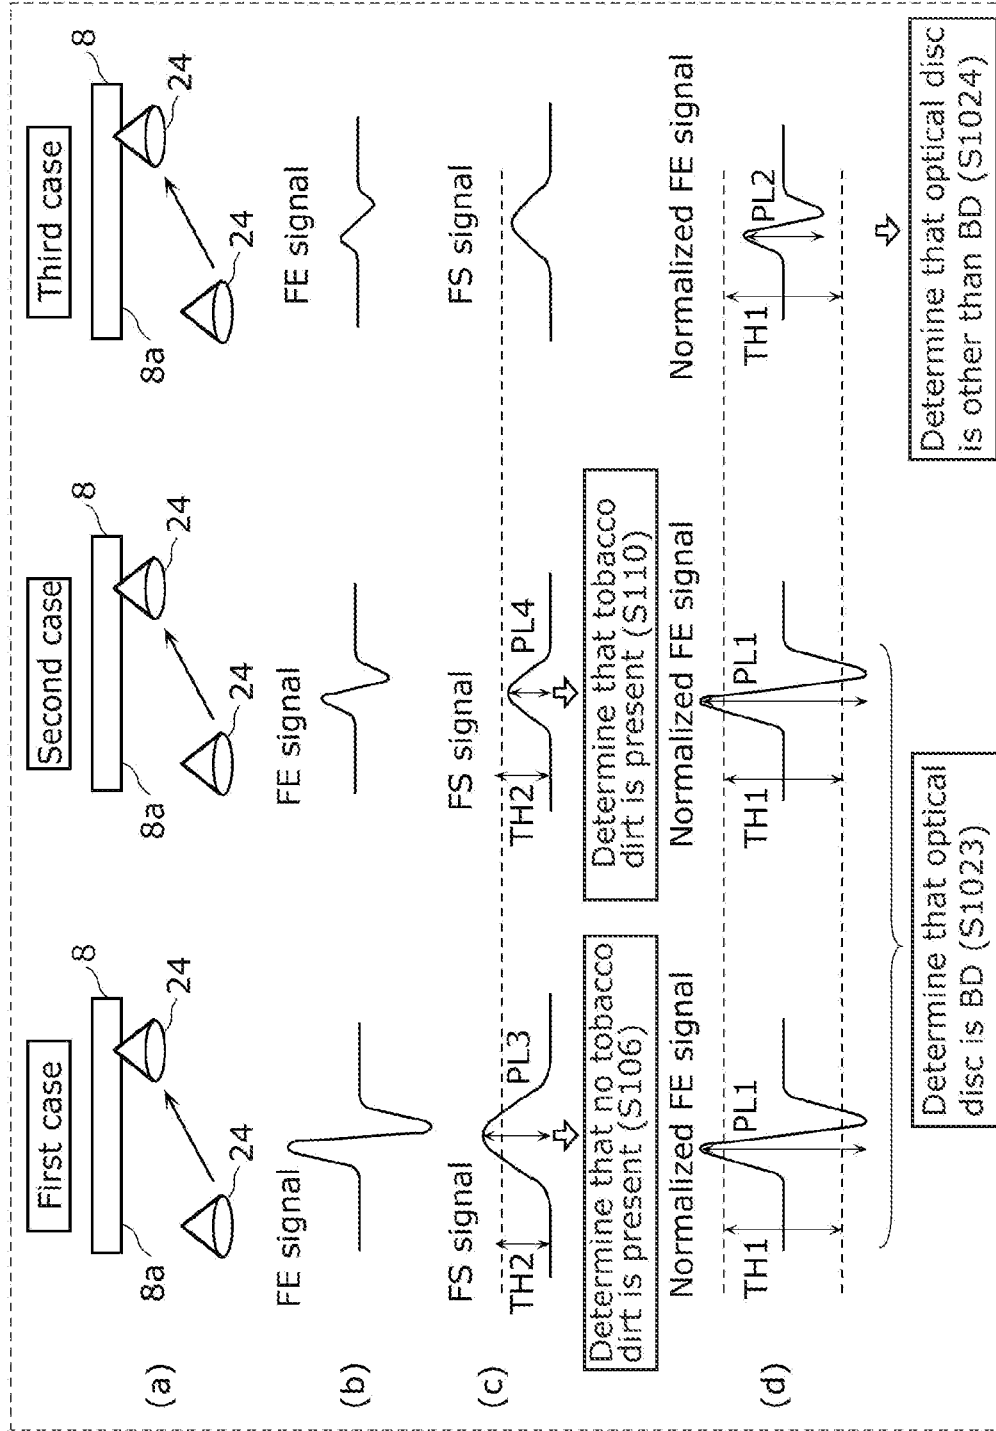 First case
Second case
Third case
(a)
8a
24
24
8
8a
24
24
8
8a
24
24
8
(b)
FE signal
FE signal
FE signal
(c)
FS signal
TH2
PL3
FS signal
TH2
PL4
FS signal
Determine that no tobacco
dirt is present (S106)
Determine that tobacco
dirt is present (S110)
(d)
Normalized FE signal
TH1
PL1
Normalized FE signal
TH1
PL1
Normalized FE signal
TH1
PL2
Determine that optical
disc is BD (S1023)
Determine that optical disc
is other than BD (S1024)